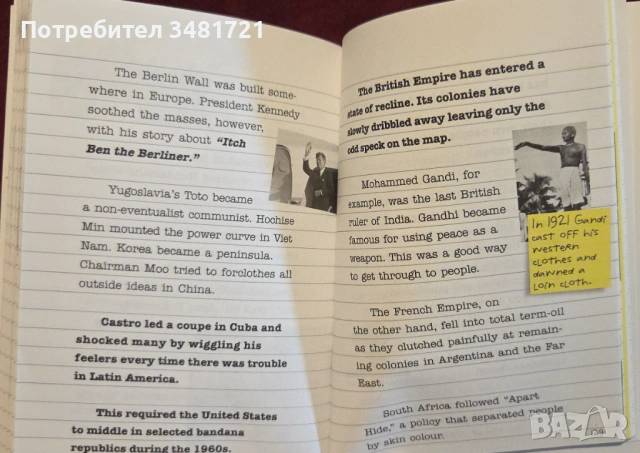 Потребител 3481721
The Berlin Wall was built some-
where in Europe. President Kennedy
soothed the masses, however,
with his story about "Itch
Ben the Berliner."
Yugoslavia's Toto became
a non-eventualist communist. Hochise
Min mounted the power curve in Viet
Nam. Korea became a peninsula.
Chairman Moo tried to forclothes all
outside ideas in China.
Castro led a coupe in Cuba and
shocked many by wiggling his
feelers every time there was trouble
in Latin America.
This required the United States
to middle in selected bandana
republics during the 1960s.
The British Empire has entered a
state of recline. Its colonies have
slowly dribbled away leaving only the
odd speck on the map.
Mohammed Gandi, for
example, was the last British
ruler of India. Gandhi became
famous for using peace as a
weapon. This was a good way
to get through to people.
In 1921 Gandi
cast off his
western
clothes and
dawned a
loin cloth.
The French Empire, on
the other hand, fell into total term-oil
as they clutched painfully at remain-
ing colonies in Argentina and the Far
East.
South Africa followed "Apart
Hide," a policy that separated people
by skin colour.
BAZAR